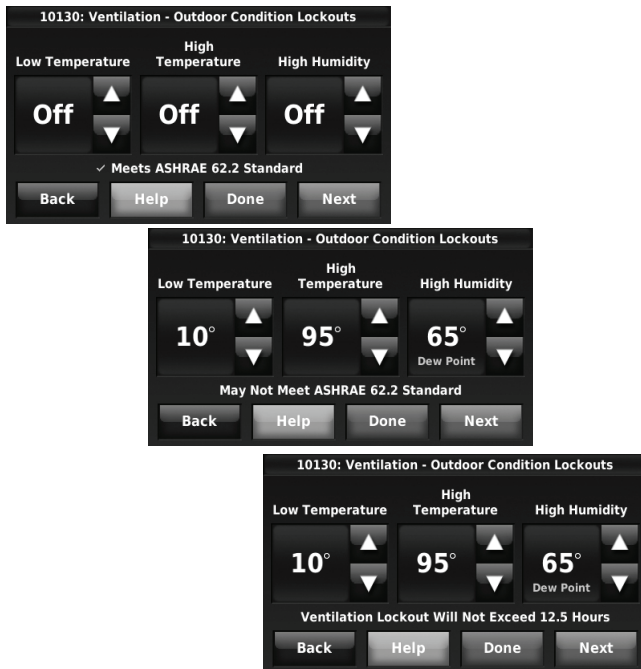 10130: Ventilation - Outdoor Condition Lockouts
Low Temperature
High
Temperature
High Humidity
Off
Off
Off
✓ Meets ASHRAE 62.2 Standard
Back Help Done Next
10130: Ventilation - Outdoor Condition Lockouts
Low Temperature
High
Temperature
High Humidity
10°
95°
65°
Dew Point
May Not Meet ASHRAE 62.2 Standard
Back Help Done Next
10130: Ventilation - Outdoor Condition Lockouts
Low Temperature
High
Temperature
High Humidity
10°
95°
65°
Dew Point
Ventilation Lockout Will Not Exceed 12.5 Hours
Back Help Done Next